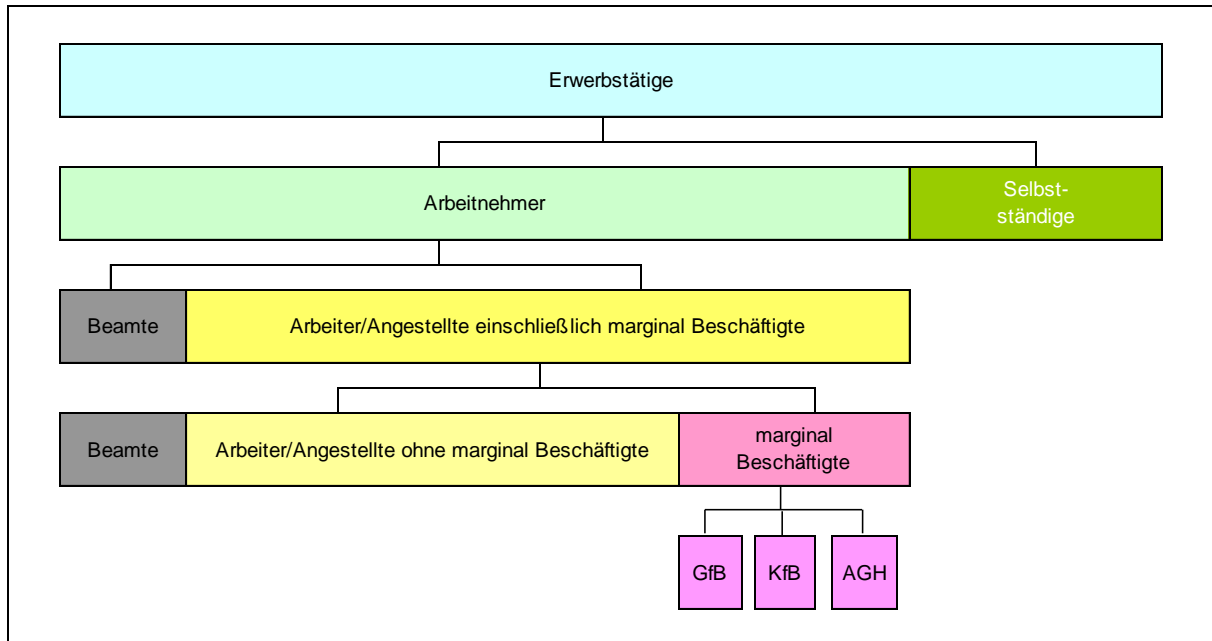 Erwerbstätige
Arbeitnehmer
Selbst-
ständige
Beamte
Arbeiter/Angestellte einschließlich marginal Beschäftigte
Beamte
Arbeiter/Angestellte ohne marginal Beschäftigte
marginal
Beschäftigte
GfB
KfB
AGH